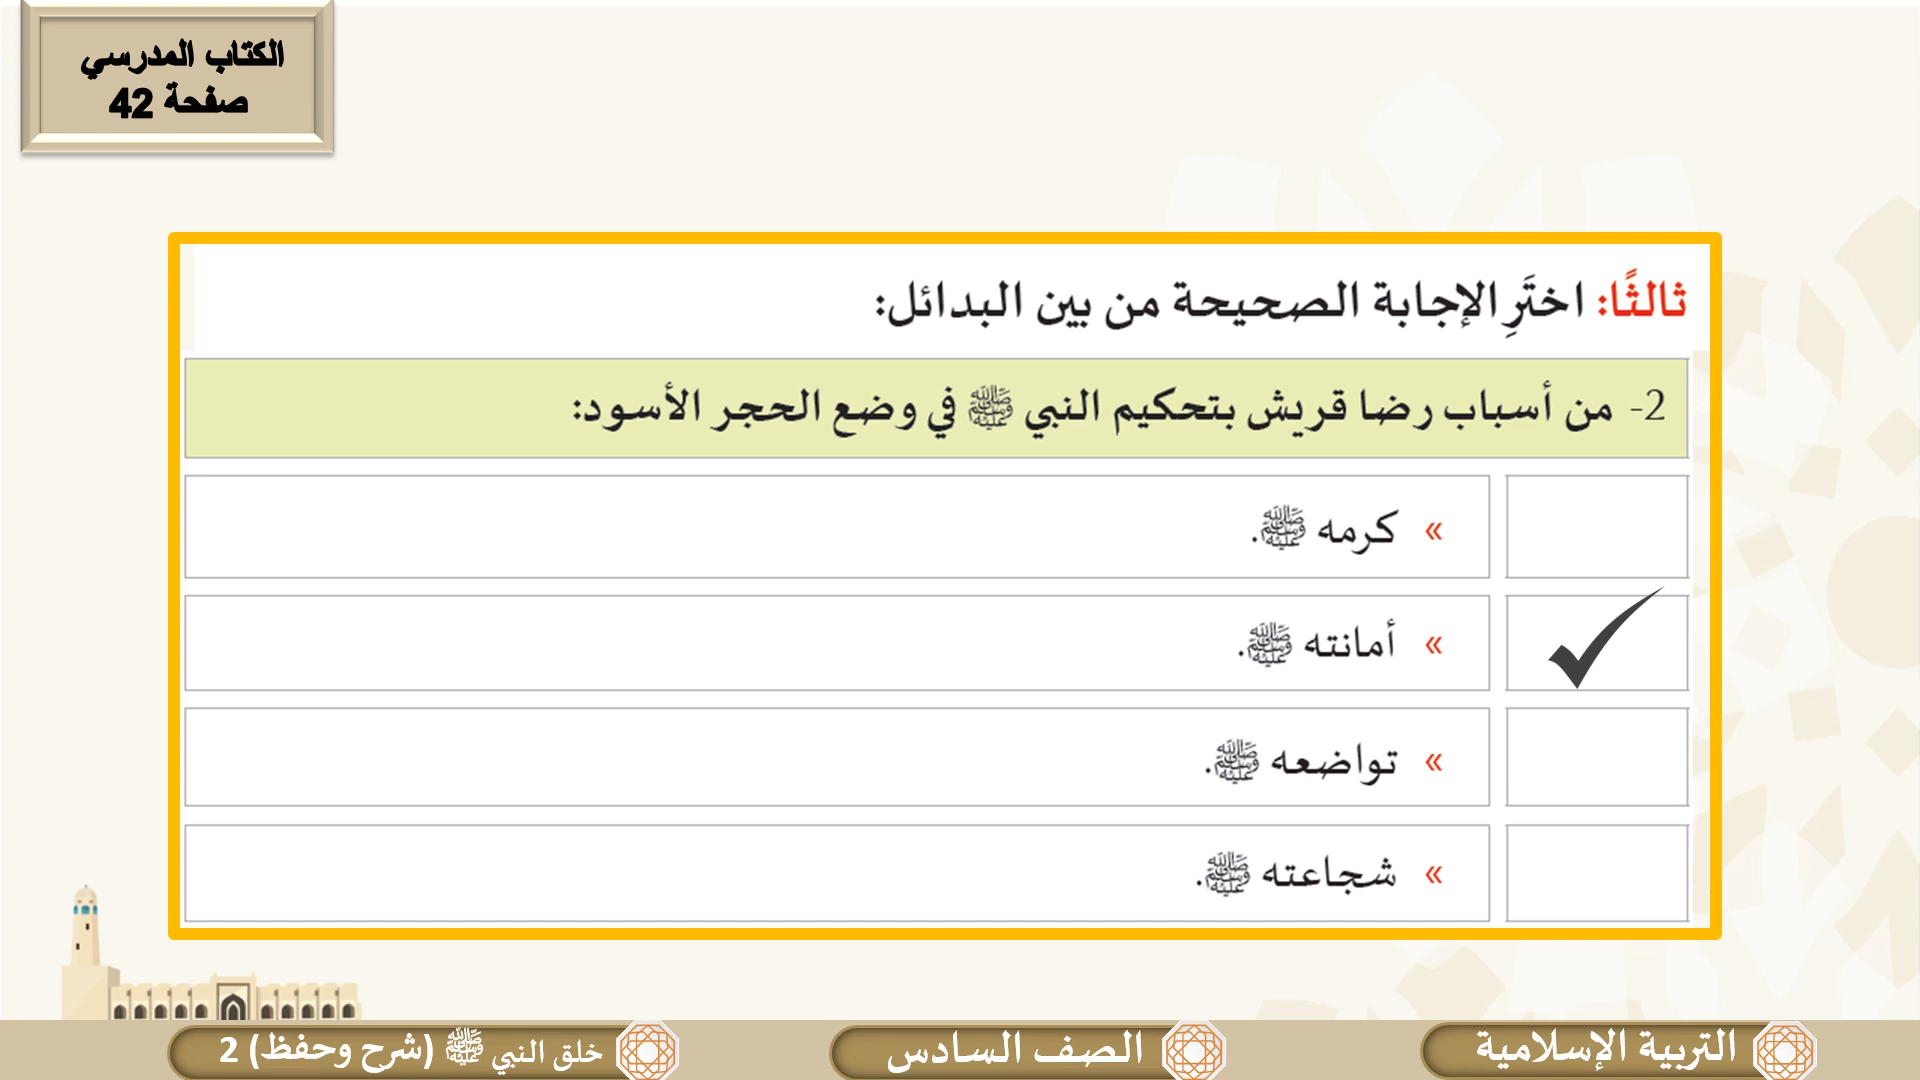 الكتاب المدرسي
صفحة 42
ثالثًا: اختَرِ الإجابة الصحيحة من بين البدائل:
2- من أسباب رضا قريش بتحكيم النبي ﷺ في وضع الحجر الأسود:
» كرمه ﷺ.
» أمانته ﷺ.
» تواضعه ﷺ.
» شجاعته ﷺ.
التربية الإسلامية
الصف السادس
خلق النبي ﷺ (شرح وحفظ) 2